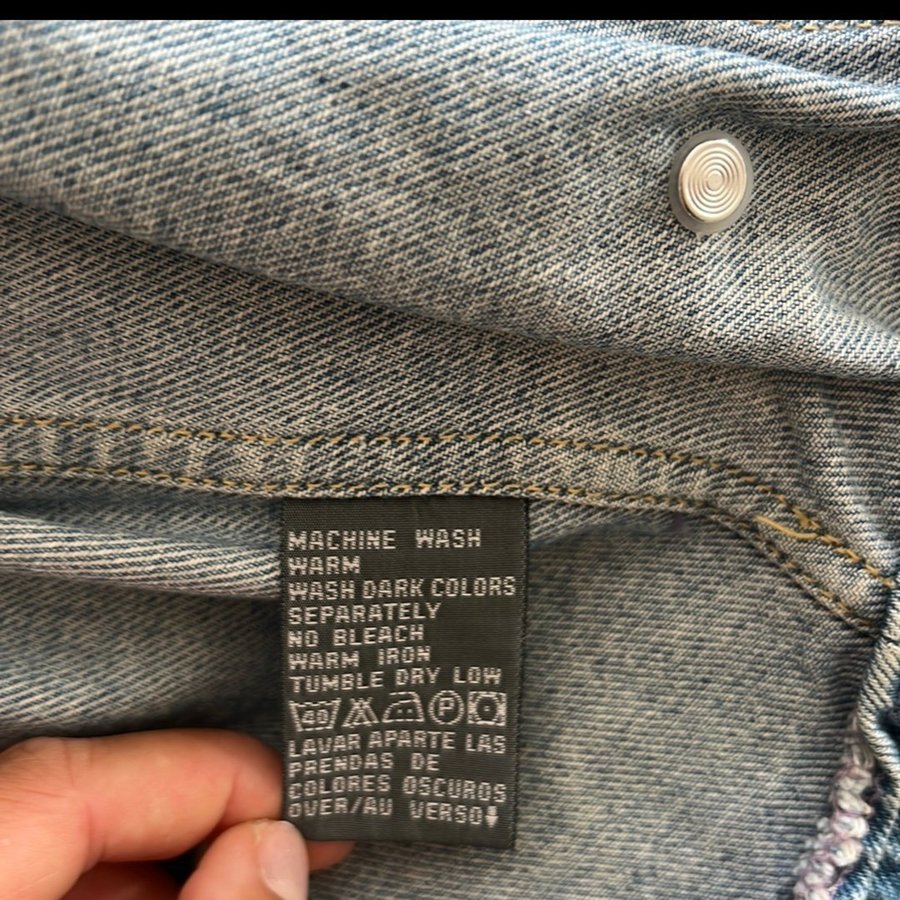 MACHINE WASH
WARM
WASH DARK COLORS
SEPARATELY
NO BLEACH
WARM IRON
TUMBLE DRY LOW
40 P
LAVAR APARTE LAS
PRENDAS DE
COLORES OSCUROS
OVER/AU VERSO